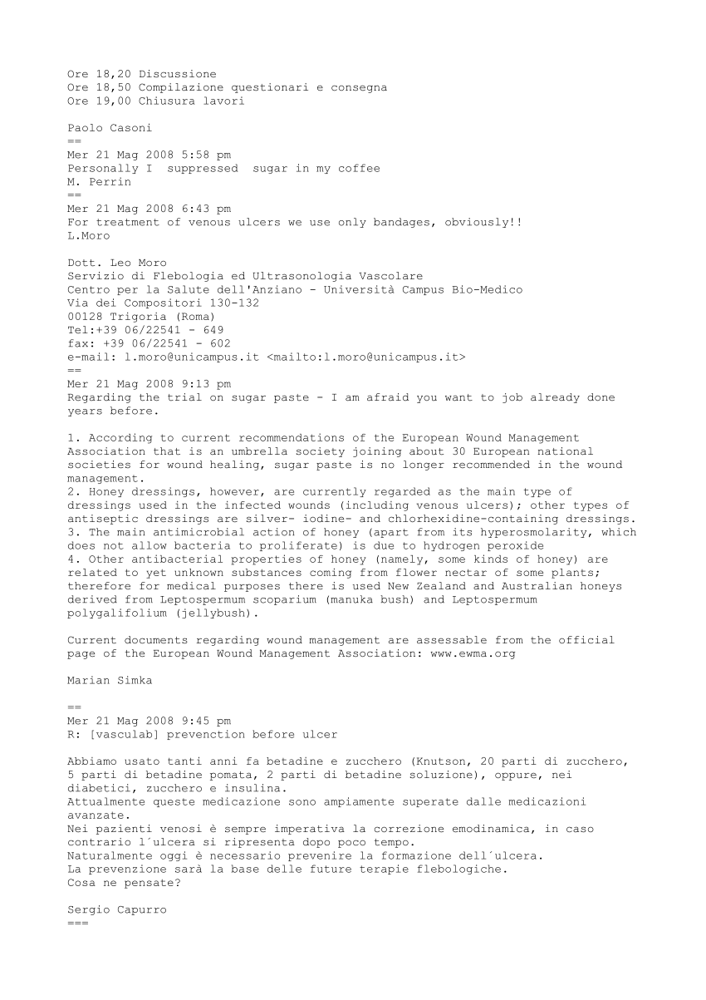 Ore 18,20 Discussione
Ore 18,50 Compilazione questionari e consegna
Ore 19,00 Chiusura lavori
Paolo Casoni
==
Mer 21 Mag 2008 5:58 pm
Personally I  suppressed  sugar in my coffee
M. Perrin
==
Mer 21 Mag 2008 6:43 pm
For treatment of venous ulcers we use only bandages, obviously!!
L.Moro
Dott. Leo Moro
Servizio di Flebologia ed Ultrasonologia Vascolare
Centro per la Salute dell'Anziano - Università Campus Bio-Medico
Via dei Compositori 130-132
00128 Trigoria (Roma)
Tel:+39 06/22541 - 649
fax: +39 06/22541 - 602
e-mail: l.moro@unicampus.it <mailto:l.moro@unicampus.it>
==
Mer 21 Mag 2008 9:13 pm
Regarding the trial on sugar paste - I am afraid you want to job already done
years before.
1. According to current recommendations of the European Wound Management
Association that is an umbrella society joining about 30 European national
societies for wound healing, sugar paste is no longer recommended in the wound
management.
2. Honey dressings, however, are currently regarded as the main type of
dressings used in the infected wounds (including venous ulcers); other types of
antiseptic dressings are silver- iodine- and chlorhexidine-containing dressings.
3. The main antimicrobial action of honey (apart from its hyperosmolarity, which
does not allow bacteria to proliferate) is due to hydrogen peroxide
4. Other antibacterial properties of honey (namely, some kinds of honey) are
related to yet unknown substances coming from flower nectar of some plants;
therefore for medical purposes there is used New Zealand and Australian honeys
derived from Leptospermum scoparium (manuka bush) and Leptospermum
polygalifolium (jellybush).
Current documents regarding wound management are assessable from the official
page of the European Wound Management Association: www.ewma.org
Marian Simka
==
Mer 21 Mag 2008 9:45 pm
R: [vasculab] prevenction before ulcer
Abbiamo usato tanti anni fa betadine e zucchero (Knutson, 20 parti di zucchero,
5 parti di betadine pomata, 2 parti di betadine soluzione), oppure, nei
diabetici, zucchero e insulina.
Attualmente queste medicazione sono ampiamente superate dalle medicazioni
avanzate.
Nei pazienti venosi è sempre imperativa la correzione emodinamica, in caso
contrario l´ulcera si ripresenta dopo poco tempo.
Naturalmente oggi è necessario prevenire la formazione dell´ulcera.
La prevenzione sarà la base delle future terapie flebologiche.
Cosa ne pensate?
Sergio Capurro
===